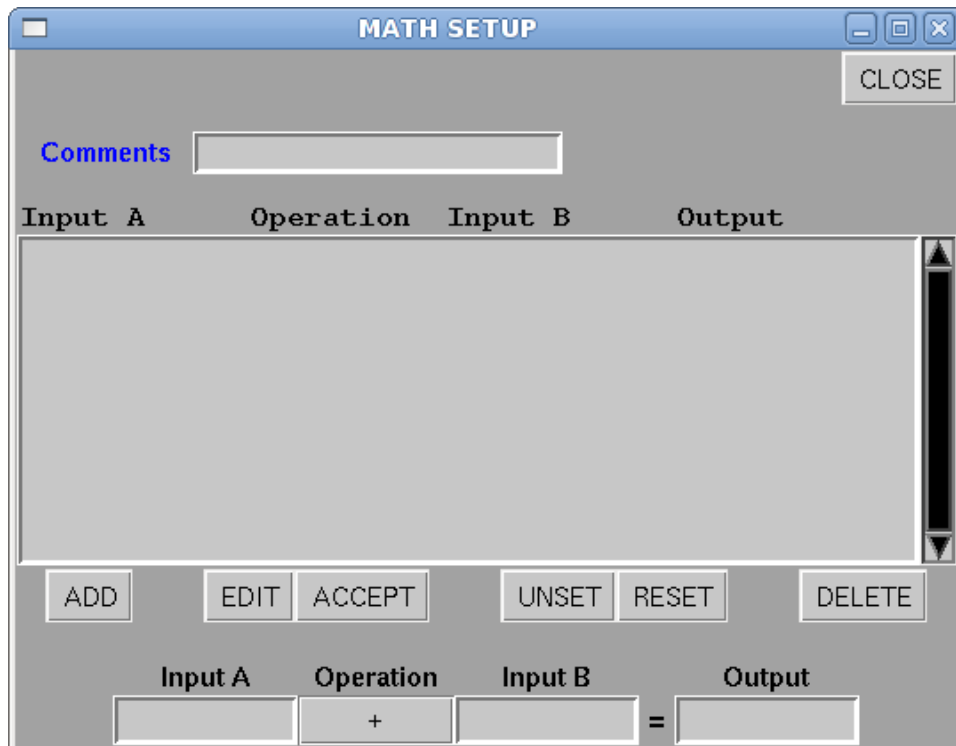 MATH SETUP
CLOSE
Comments
Input A Operation Input B Output
ADD EDIT ACCEPT UNSET RESET DELETE
Input A Operation Input B Output
+ =